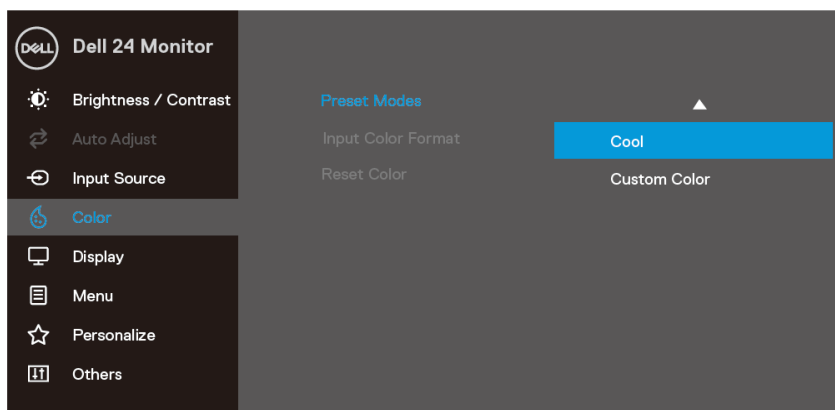 DELL
Dell 24 Monitor
Brightness / Contrast
Auto Adjust
Input Source
Color
Display
Menu
Personalize
Others
Preset Modes
Input Color Format
Reset Color
Cool
Custom Color